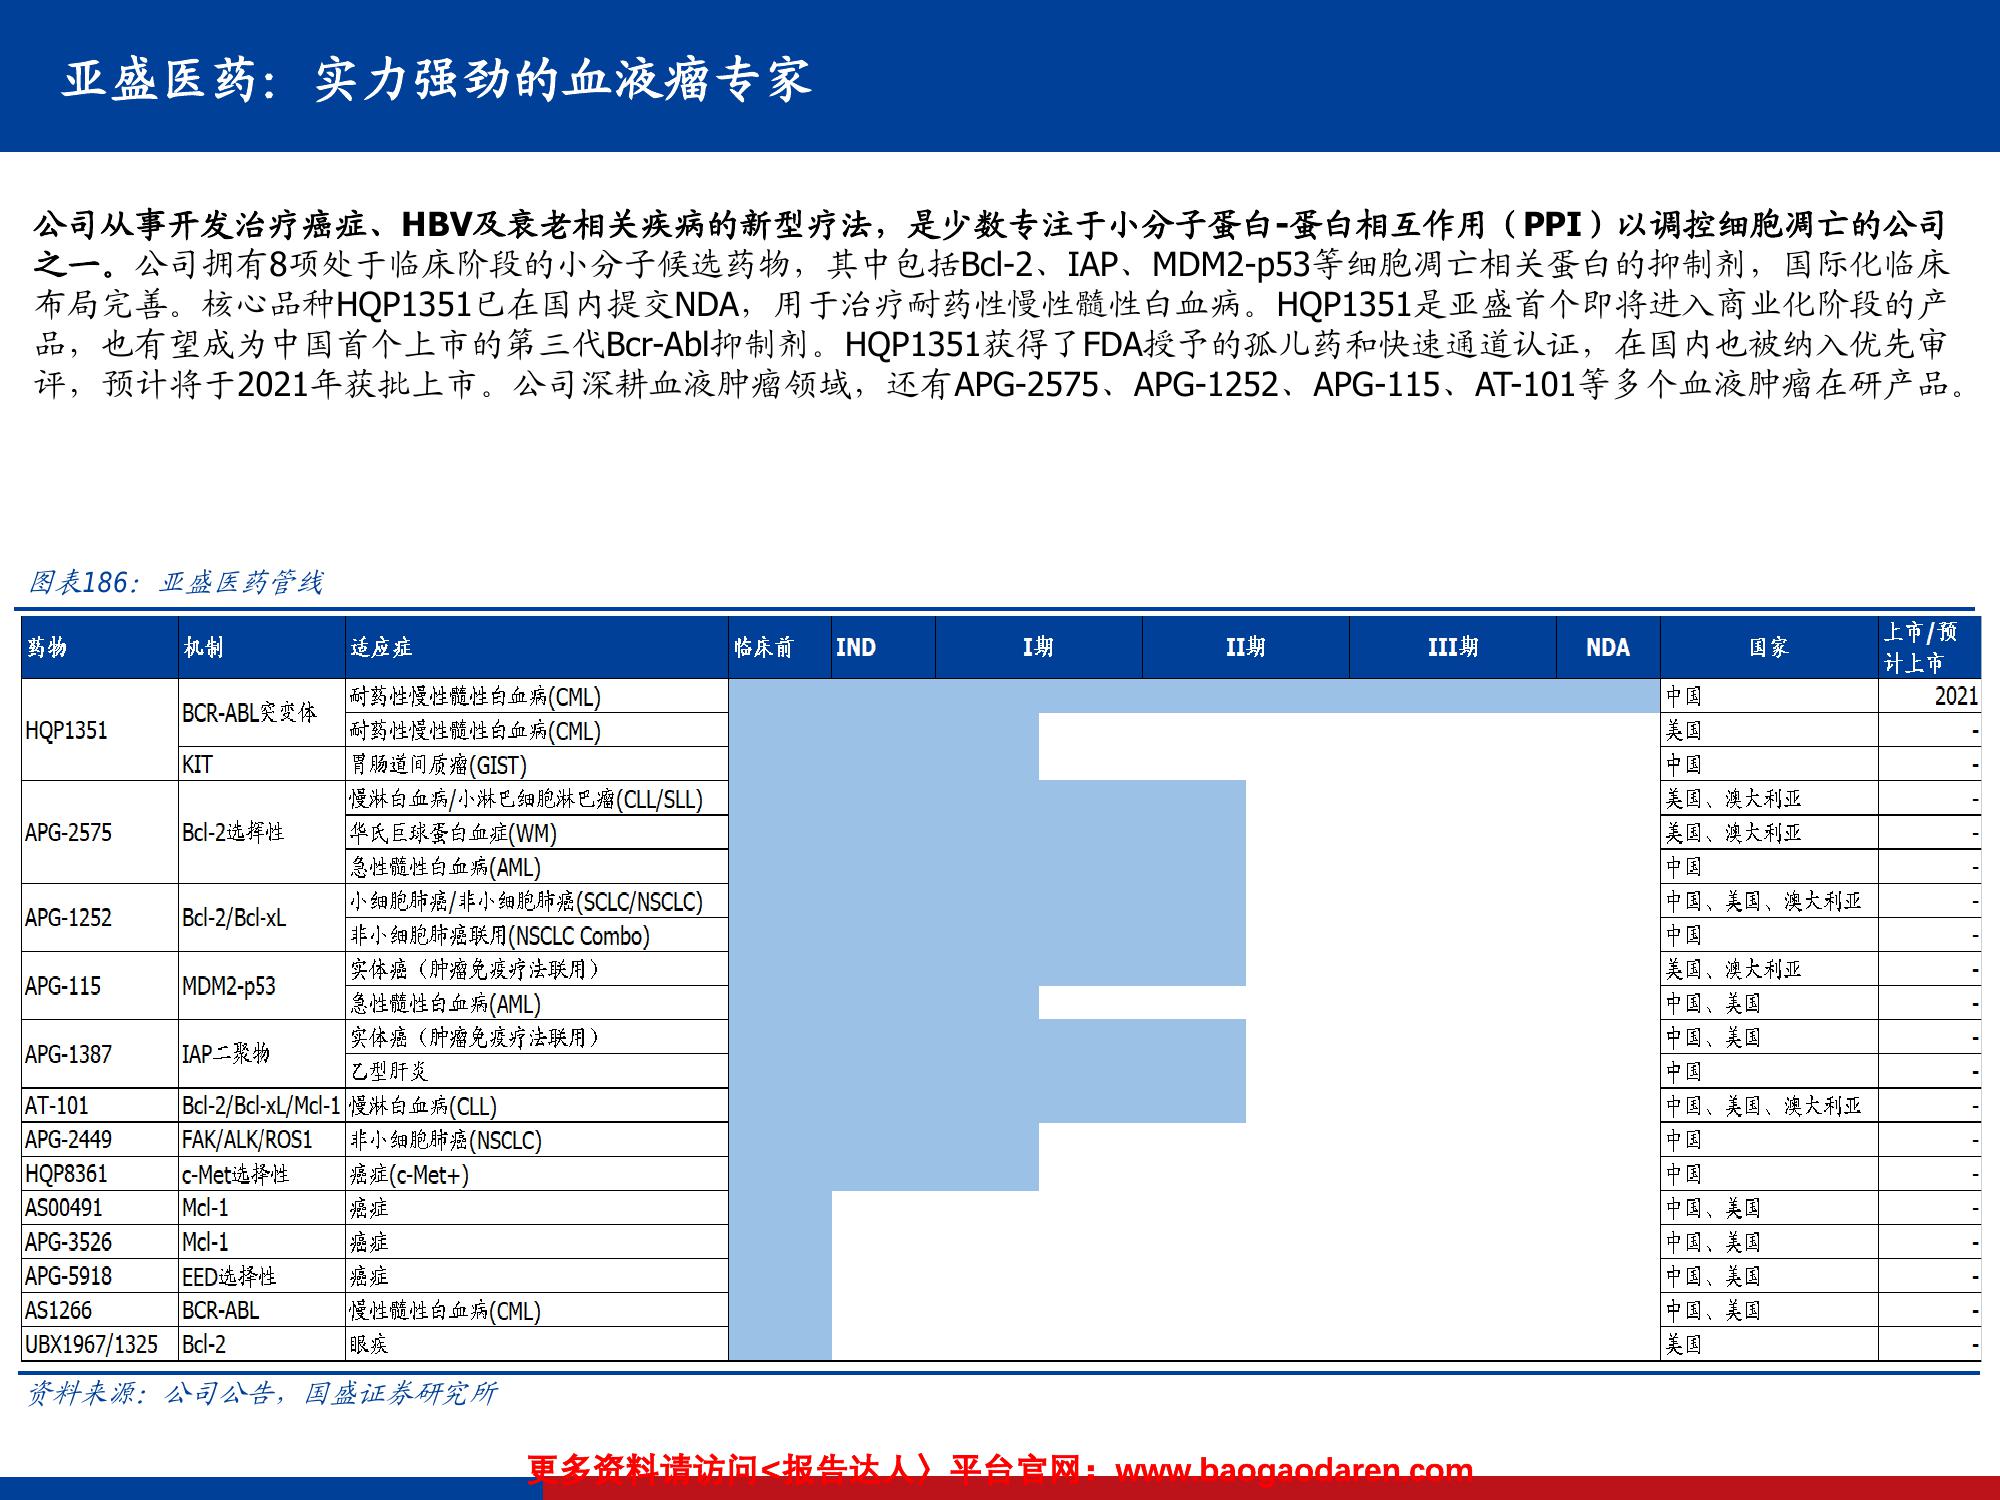 亚盛医药：实力强劲的血液瘤专家
公司从事开发治疗癌症、HBV及衰老相关疾病的新型疗法，是少数专注于小分子蛋白-蛋白相互作用（PPI）以调控细胞凋亡的公司
之一。公司拥有8项处于临床阶段的小分子候选药物，其中包括Bcl-2、IAP、MDM2-p53等细胞凋亡相关蛋白的抑制剂，国际化临床
布局完善。核心品种HQP1351已在国内提交NDA，用于治疗耐药性慢性髓性白血病。HQP1351是亚盛首个即将进入商业化阶段的产
品，也有望成为中国首个上市的第三代Bcr-Abl抑制剂。HQP1351获得了FDA授予的孤儿药和快速通道认证，在国内也被纳入优先审
评，预计将于2021年获批上市。公司深耕血液肿瘤领域，还有APG-2575、APG-1252、APG-115、AT-101等多个血液肿瘤在研产品。
图表186：亚盛医药管线
药物 机制 适应症 临床前 IND I期 II期 III期 NDA 国家 上市/预计上市
HQP1351 BCR-ABL突变体 耐药性慢性髓性白血病(CML) 中国 2021
耐药性慢性髓性白血病(CML) 美国 -
KIT 胃肠道间质瘤(GIST) 中国 -
APG-2575 Bcl-2选择性 慢淋白血病/小淋巴细胞淋巴瘤(CLL/SLL) 美国、澳大利亚 -
华氏巨球蛋白血症(WM) 美国、澳大利亚 -
急性髓性白血病(AML) 中国 -
APG-1252 Bcl-2/Bcl-xL 小细胞肺癌/非小细胞肺癌(SCLC/NSCLC) 中国、美国、澳大利亚 -
非小细胞肺癌联用(NSCLC Combo) 中国 -
APG-115 MDM2-p53 实体癌（肿瘤免疫疗法联用） 美国、澳大利亚 -
急性髓性白血病(AML) 中国、美国 -
APG-1387 IAP二聚物 实体癌（肿瘤免疫疗法联用） 中国、美国 -
乙型肝炎 中国 -
AT-101 Bcl-2/Bcl-xL/Mcl-1 慢淋白血病(CLL) 中国、美国、澳大利亚 -
APG-2449 FAK/ALK/ROS1 非小细胞肺癌(NSCLC) 中国 -
HQP8361 c-Met选择性 癌症(c-Met+) 中国 -
AS00491 Mcl-1 癌症 中国、美国 -
APG-3526 Mcl-1 癌症 中国、美国 -
APG-5918 EED选择性 癌症 中国、美国 -
AS1266 BCR-ABL 慢性髓性白血病(CML) 中国、美国 -
UBX1967/1325 Bcl-2 眼疾 美国 -
资料来源：公司公告，国盛证券研究所
更多资料请访问<报告达人〉平台官网：www.baogaodaren.com